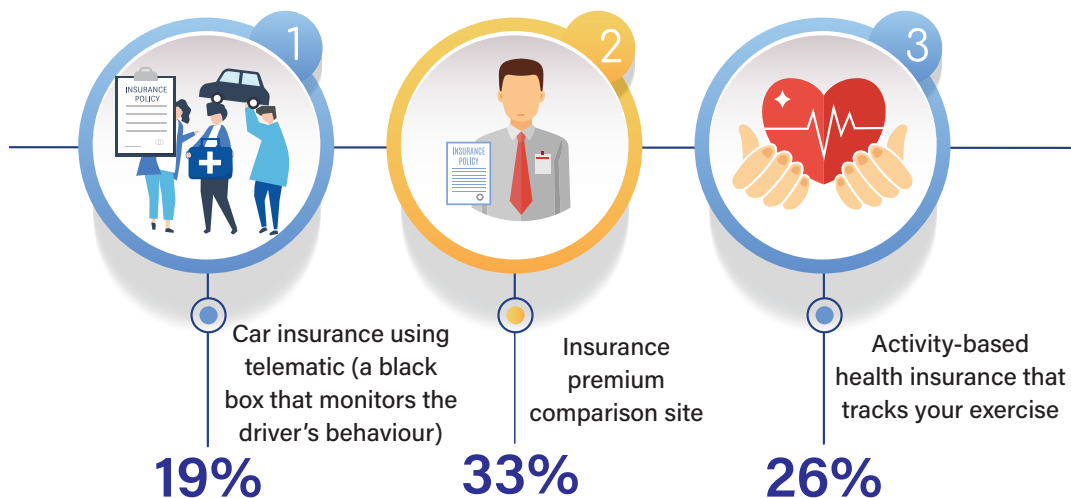 1
INSURANCE
POLICY
Car insurance using
telematic (a black
box that monitors the
driver's behaviour)
19%
2
INSURANCE
POLICY
Insurance
premium
comparison site
33%
3
Activity-based
health insurance that
tracks your exercise
26%